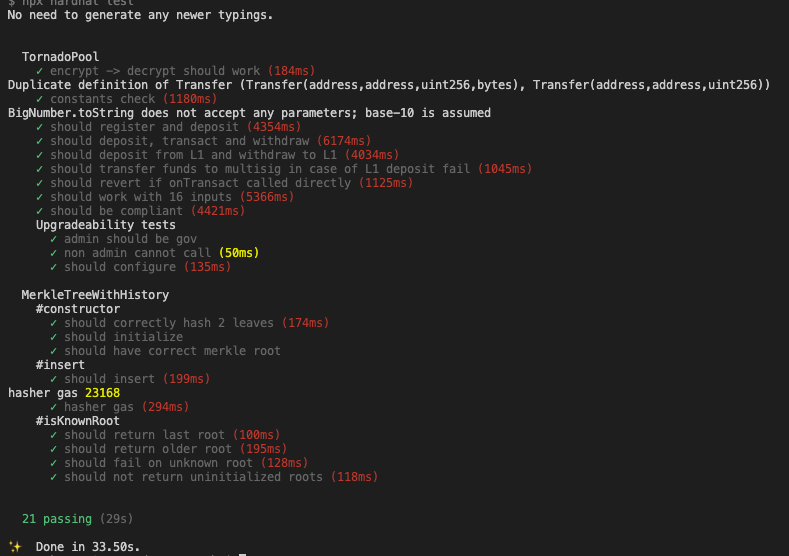 $ npx hardhat test
No need to generate any newer typings.
TornadoPool
✓ encrypt -> decrypt should work (184ms)
Duplicate definition of Transfer (Transfer(address,address,uint256,bytes), Transfer(address,address,uint256))
✓ constants check (1180ms)
BigNumber.toString does not accept any parameters; base-10 is assumed
✓ should register and deposit (4354ms)
✓ should deposit, transact and withdraw (6174ms)
✓ should deposit from L1 and withdraw to L1 (4034ms)
✓ should transfer funds to multisig in case of L1 deposit fail (1045ms)
✓ should revert if onTransact called directly (1125ms)
✓ should work with 16 inputs (5366ms)
✓ should be compliant (4421ms)
Upgradeability tests
✓ admin should be gov
✓ non admin cannot call (50ms)
✓ should configure (135ms)
MerkleTreeWithHistory
#constructor
✓ should correctly hash 2 leaves (174ms)
✓ should initialize
✓ should have correct merkle root
#insert
✓ should insert (199ms)
hasher gas 23168
✓ hasher gas (294ms)
#isKnownRoot
✓ should return last root (100ms)
✓ should return older root (195ms)
✓ should fail on unknown root (128ms)
✓ should not return uninitialized roots (118ms)
21 passing (29s)
✨ Done in 33.50s.